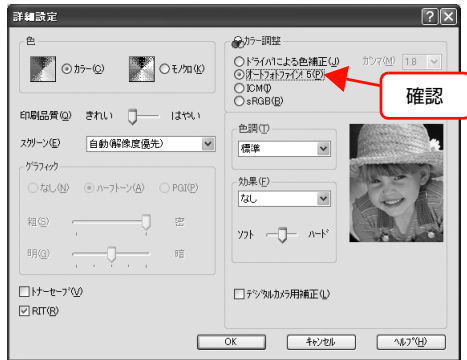 詳細設定
色
カラー(C)
モノクロ(K)
印刷品質(Q) きれい はやい
スクリーン(E) 自動(解像度優先)
グラフィック
なし(N) ハーフトーン(A) PGI(P)
粗(S) 密
明(G) 暗
トナーセーブ(V)
RIT(R)
カラー調整
ドライバによる色補正(J) ガンマ(M) 1.8
オートフォトファイン!5(P)
ICM(I)
sRGB(B)
確認
色調(T)
標準
効果(F)
なし
ソフト ハード
デジタルカメラ用補正(L)
OK キャンセル ヘルプ(H)